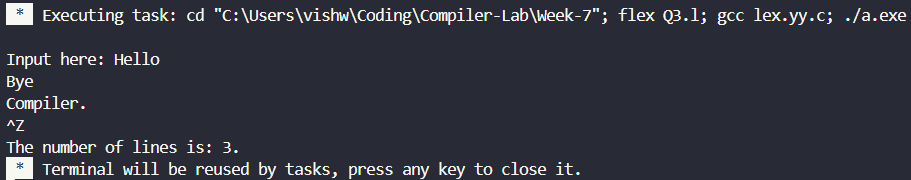 * Executing task: cd "C:\Users\vishw\Coding\Compiler-Lab\Week-7"; flex Q3.l; gcc lex.yy.c; ./a.exe
Input here: Hello
Bye
Compiler.
^Z
The number of lines is: 3.
* Terminal will be reused by tasks, press any key to close it.